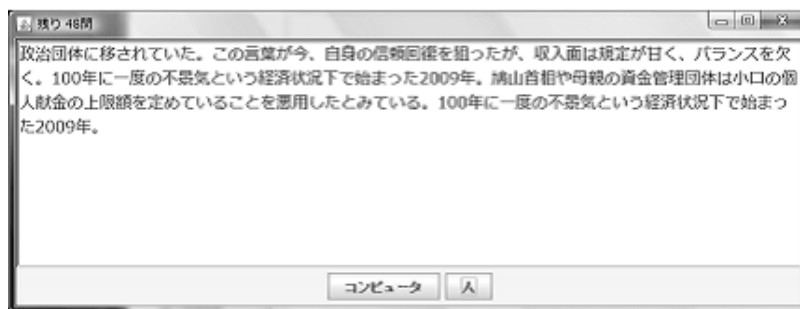 残り 48問
政治団体に移されていた。この言葉が今、自身の信頼回復を狙ったが、収入面は規定が甘く、バランスを欠
く。100年に一度の不景気という経済状況下で始まった2009年。鳩山首相や母親の資金管理団体は小口の個
人献金の上限額を定めていることを悪用したとみている。100年に一度の不景気という経済状況下で始まっ
た2009年。
コンピュータ 人